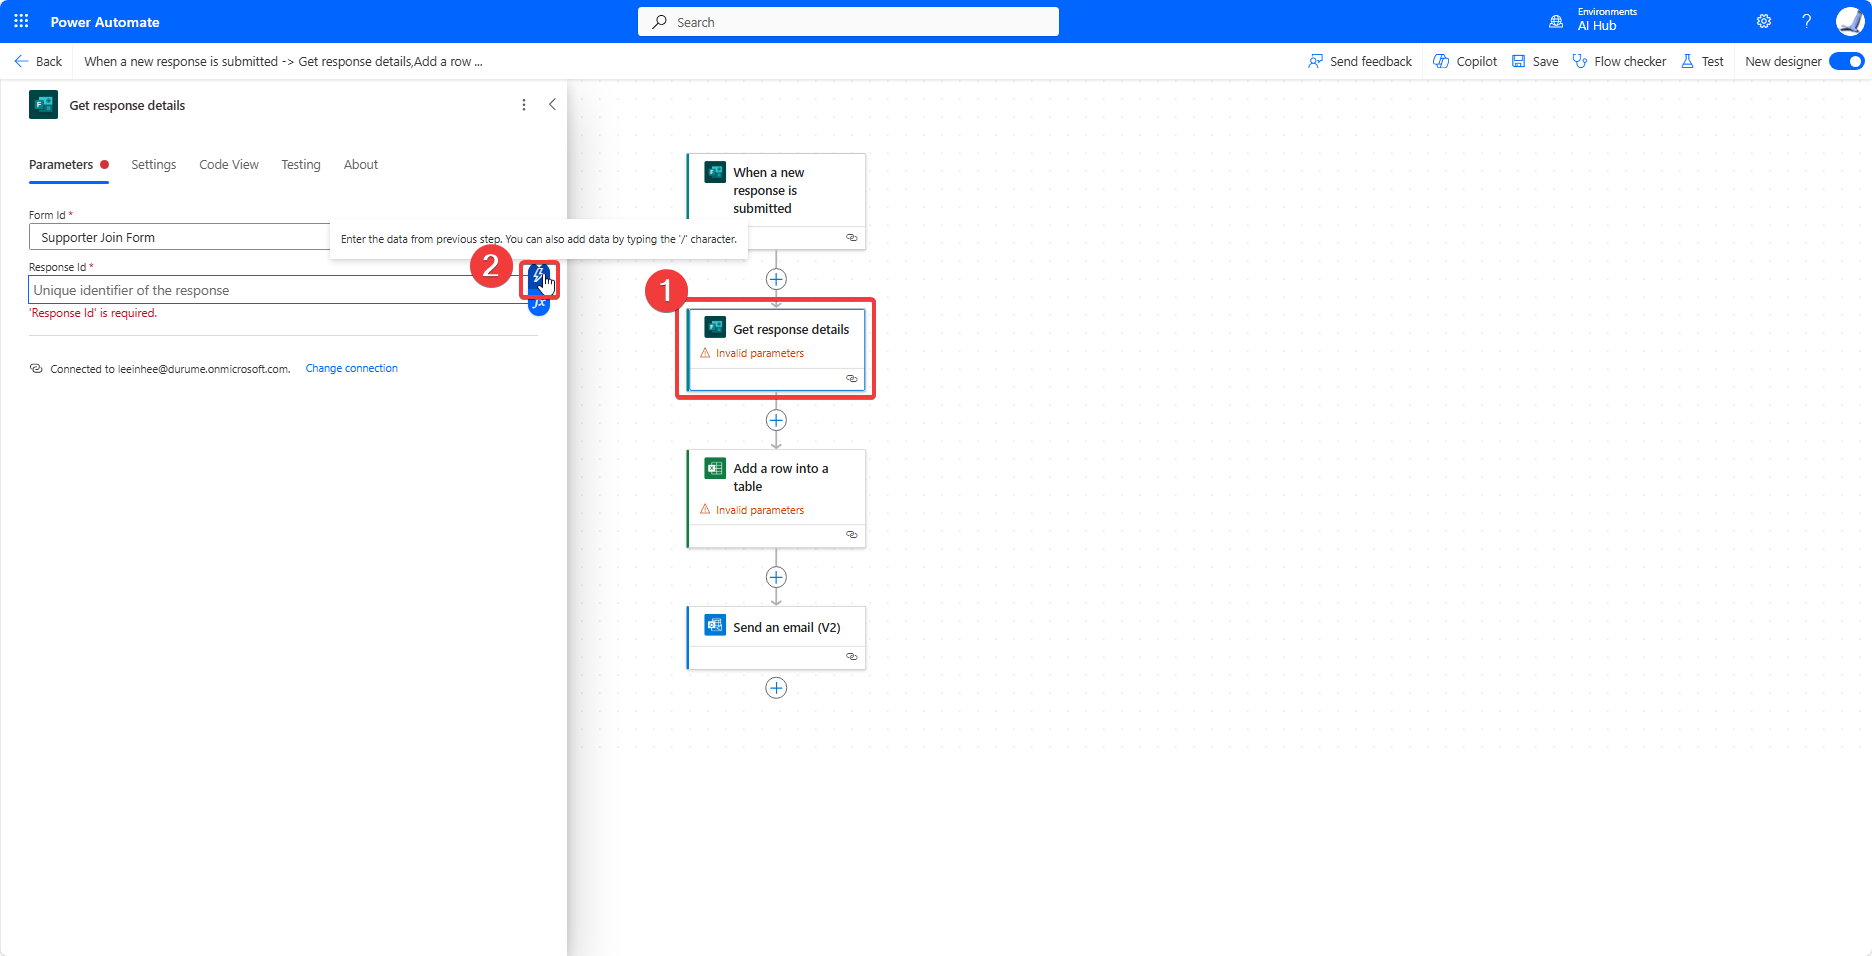 Power Automate
Search
Environments
AI Hub
?
Back
When a new response is submitted -> Get response details,Add a row ...
Send feedback
Copilot
Save
Flow checker
Test
New designer
Get response details
Parameters
Settings
Code View
Testing
About
Form Id *
Supporter Join Form
Enter the data from previous step. You can also add data by typing the '/' character.
Response Id *
2
Unique identifier of the response
fx
'Response Id' is required.
Connected to leeinhee@durume.onmicrosoft.com.
Change connection
When a new
response is
submitted
1
Get response details
Invalid parameters
Add a row into a
table
Invalid parameters
Send an email (V2)